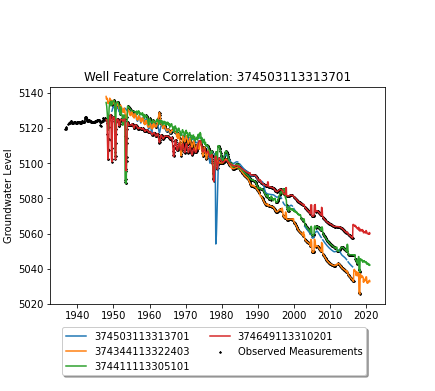 Well Feature Correlation: 374503113313701
5140
5120
5100
5080
5060
5040
5020
Groundwater Level
1940 1950 1960 1970 1980 1990 2000 2010 2020
374503113313701 374649113310201
374344113322403 Observed Measurements
374411113305101